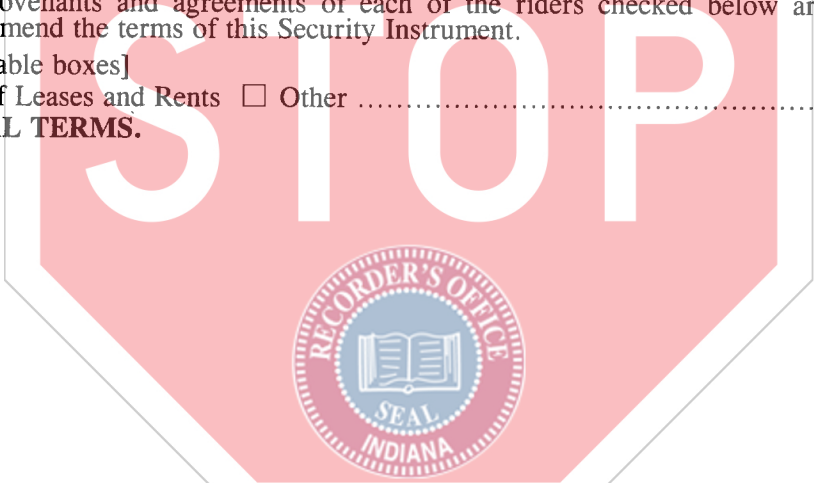 ovenants and agreements of each of the riders checked below ar
mend the terms of this Security Instrument.
able boxes]
f Leases and Rents ☐ Other ........................................................
L TERMS.
STOP
RECORDER'S OFFICE
SEAL
INDIANA